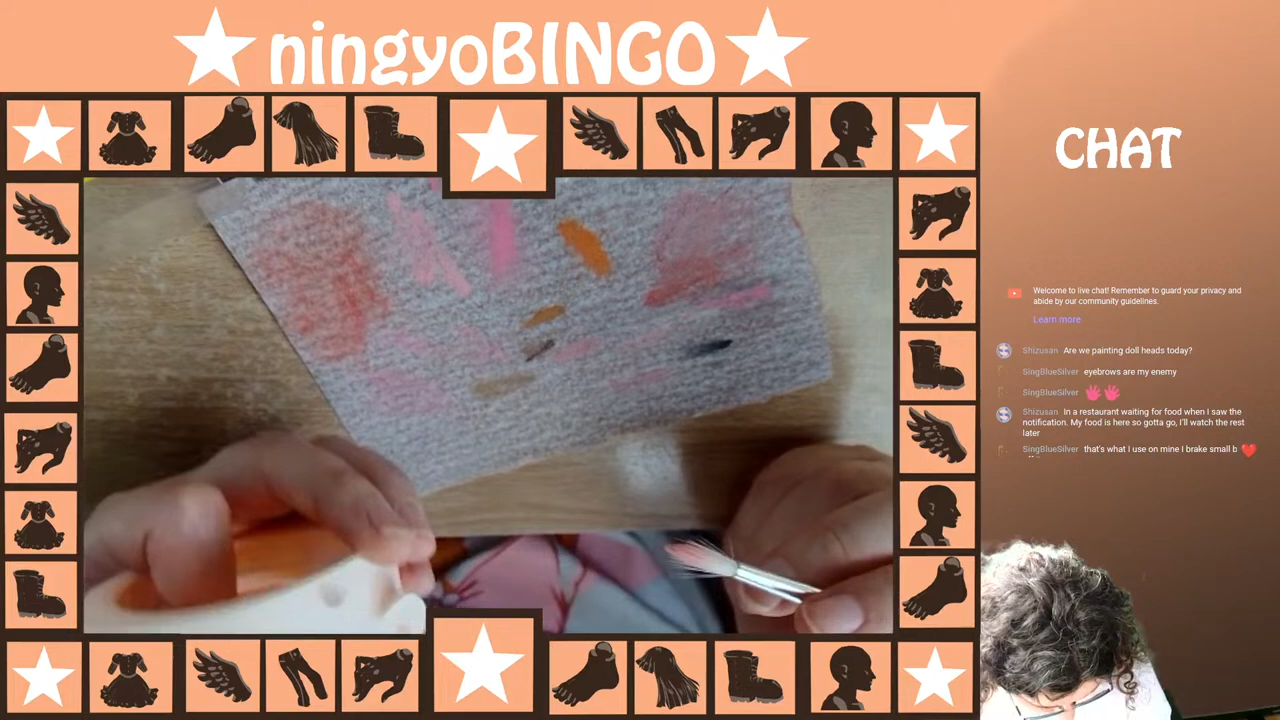 ningyoBINGO
CHAT
Welcome to live chat! Remember to guard your privacy and
abide by our community guidelines.
Learn more
Shizusan Are we painting doll heads today?
SingBlueSilver eyebrows are my enemy
SingBlueSilver
Shizusan In a restaurant waiting for food when I saw the
notification. My food is here so gotta go, I'll watch the rest
later
SingBlueSilver that's what I use on mine I brake small b